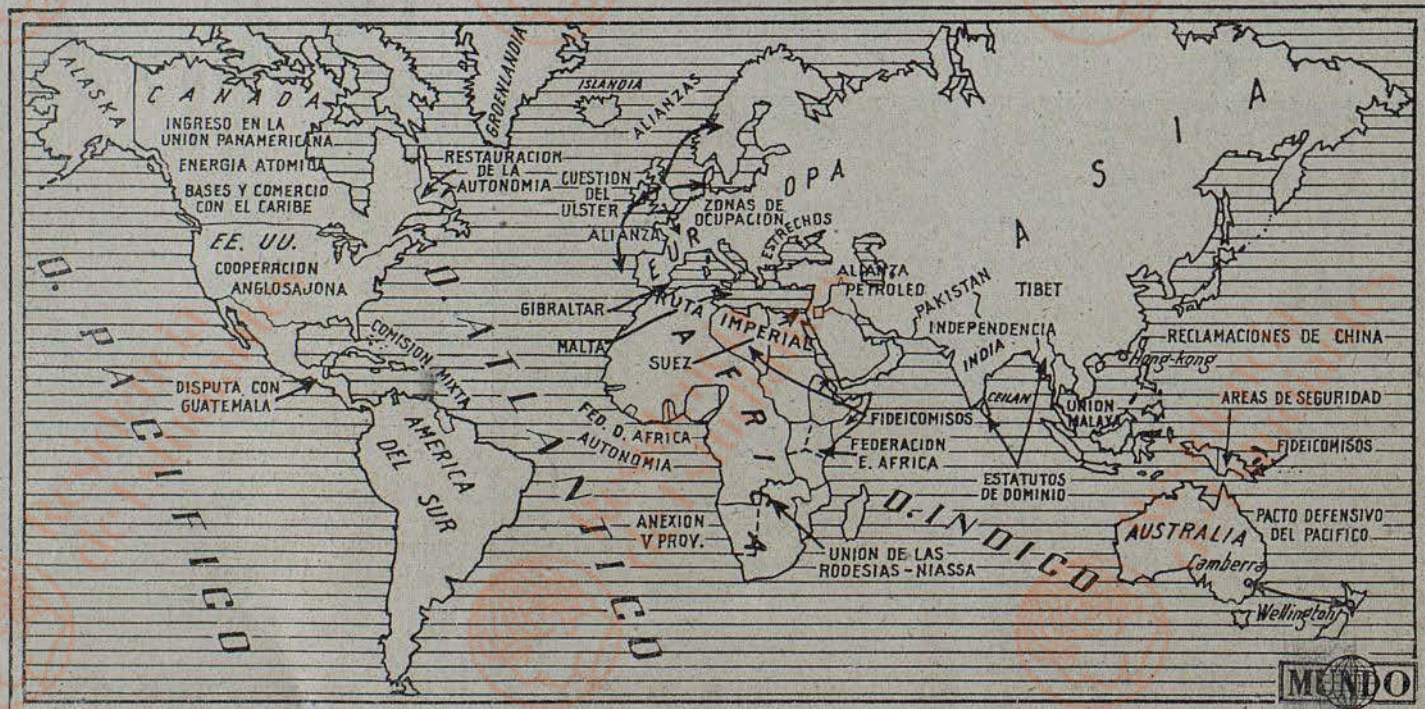 ALASKA
CANADA
INGRESO EN LA
UNION PANAMERICANA
ENERGIA ATOMICA
BASES Y COMERCIO
CON EL CARIBE
EE. UU.
COOPERACION
ANGLOSAJONA
GROENLANDIA
ISLANDIA
RESTAURACION
DE LA
AUTONOMIA
ALIANZAS
CUESTION
DEL
ULSTER
ALIANZA
ZONAS DE
OCUPACION
EUROPA
ESTRECHOS
ASIA
ALIANZA
PETROLEO
PAKISTAN
TIBET
INDEPENDENCIA
INDIA
CEILAN
RECLAMACIONES DE CHINA
Hong-kong
UNION
MALAYA
AREAS DE SEGURIDAD
FIDEICOMISOS
ESTATUTOS
DE DOMINIO
GIBRALTAR
MALTA
RUTA IMPERIAL
SUEZ
AFRICA
FIDEICOMISOS
FEDERACION
E. AFRICA
FED. O. AFRICA
AUTONOMIA
ANEXION
V PROV.
UNION DE LAS
RODESIAS-NIASSA
COMISION MIXTA
DISPUTA CON
GUATEMALA
AMERICA
DEL SUR
O. PACIFICO
O. ATLANTICO
O. INDICO
AUSTRALIA
Camberra
PACTO DEFENSIVO
DEL PACIFICO
Wellington
MUNDO
Residencia
de Estudiantes